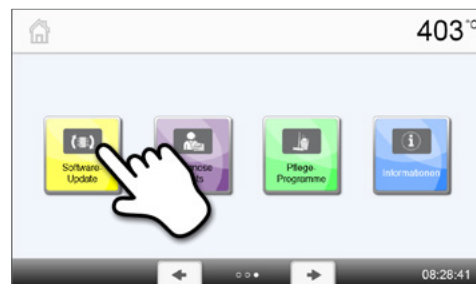 403°C
Software-
Update
Pflege-
Programme
Informationen
08:28:41